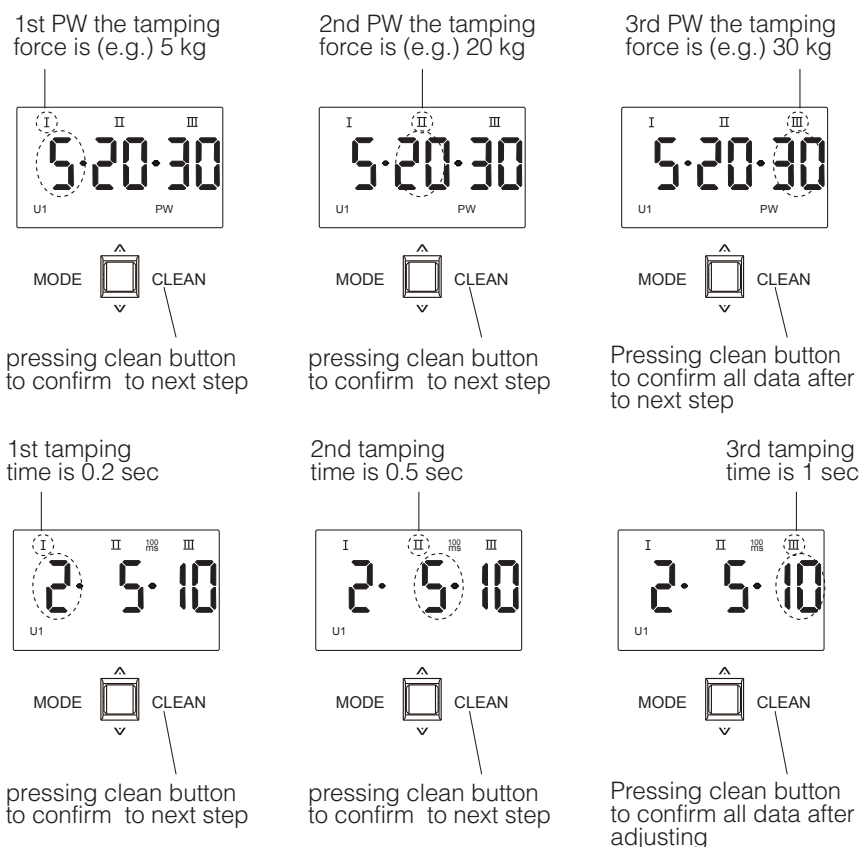 1st PW the tamping
force is (e.g.) 5 kg
I II III
5·20·30
U1 PW
MODE CLEAN
pressing clean button
to confirm to next step
2nd PW the tamping
force is (e.g.) 20 kg
I II III
5·20·30
U1 PW
MODE CLEAN
pressing clean button
to confirm to next step
3rd PW the tamping
force is (e.g.) 30 kg
I II III
5·20·30
U1 PW
MODE CLEAN
Pressing clean button
to confirm all data after
to next step
1st tamping
time is 0.2 sec
I II 100 ms III
2· 5· 10
U1
MODE CLEAN
pressing clean button
to confirm to next step
2nd tamping
time is 0.5 sec
I II 100 ms III
2· 5· 10
U1
MODE CLEAN
pressing clean button
to confirm to next step
3rd tamping
time is 1 sec
I II 100 ms III
2· 5· 10
U1
MODE CLEAN
Pressing clean button
to confirm all data after
adjusting